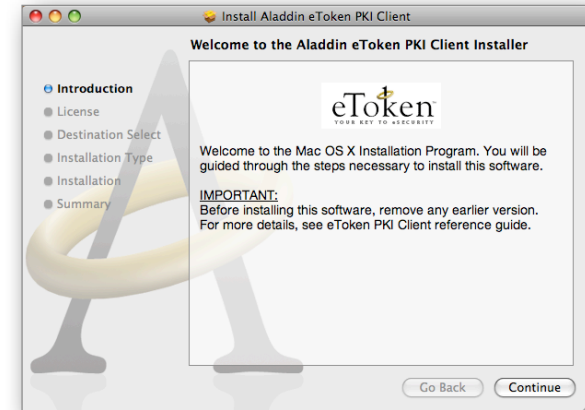 Install Aladdin eToken PKI Client
Welcome to the Aladdin eToken PKI Client Installer
Introduction
License
Destination Select
Installation Type
Installation
Summary
eToken
YOUR KEY TO eSECURITY
Welcome to the Mac OS X Installation Program. You will be
guided through the steps necessary to install this software.
IMPORTANT:
Before installing this software, remove any earlier version.
For more details, see eToken PKI Client reference guide.
Go Back
Continue